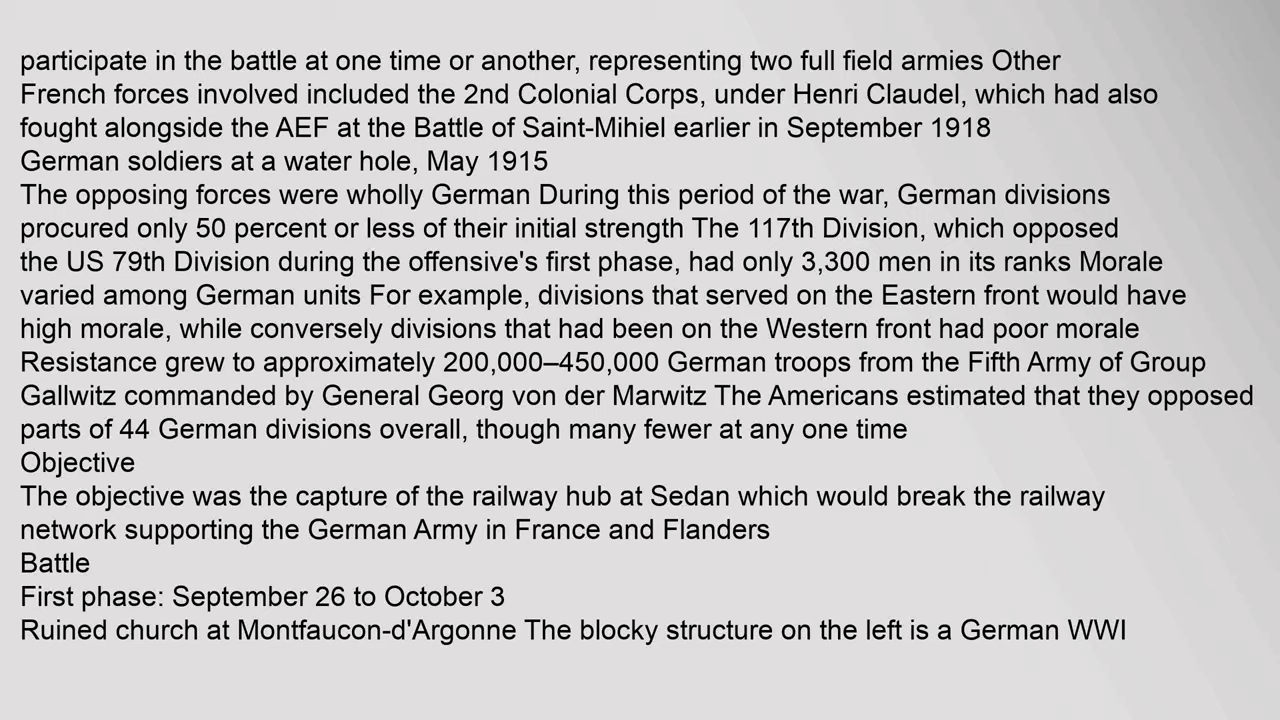 participate in the battle at one time or another, representing two full field armies Other
French forces involved included the 2nd Colonial Corps, under Henri Claudel, which had also
fought alongside the AEF at the Battle of Saint-Mihiel earlier in September 1918
German soldiers at a water hole, May 1915
The opposing forces were wholly German During this period of the war, German divisions
procured only 50 percent or less of their initial strength The 117th Division, which opposed
the US 79th Division during the offensive's first phase, had only 3,300 men in its ranks Morale
varied among German units For example, divisions that served on the Eastern front would have
high morale, while conversely divisions that had been on the Western front had poor morale
Resistance grew to approximately 200,000–450,000 German troops from the Fifth Army of Group
Gallwitz commanded by General Georg von der Marwitz The Americans estimated that they opposed
parts of 44 German divisions overall, though many fewer at any one time
Objective
The objective was the capture of the railway hub at Sedan which would break the railway
network supporting the German Army in France and Flanders
Battle
First phase: September 26 to October 3
Ruined church at Montfaucon-d'Argonne The blocky structure on the left is a German WWI